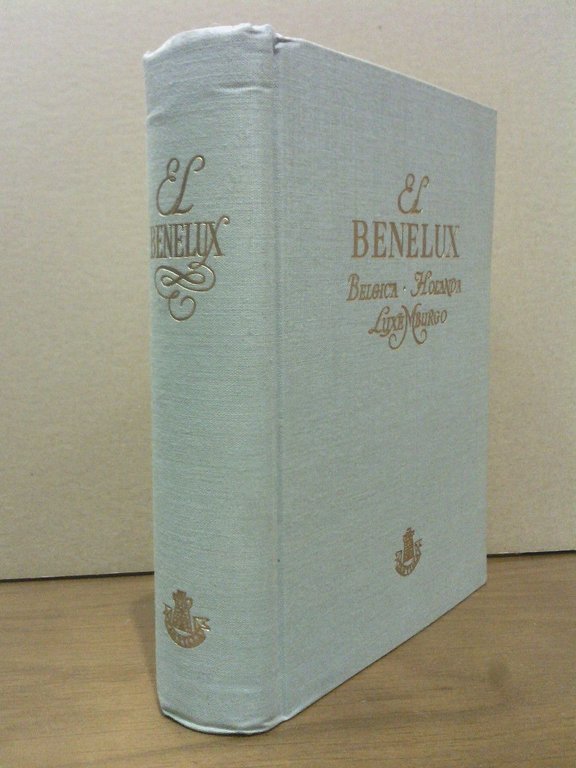 El
BENELUX
El
BENELUX
BELGICA · HOLANDA
LUXEMBURGO